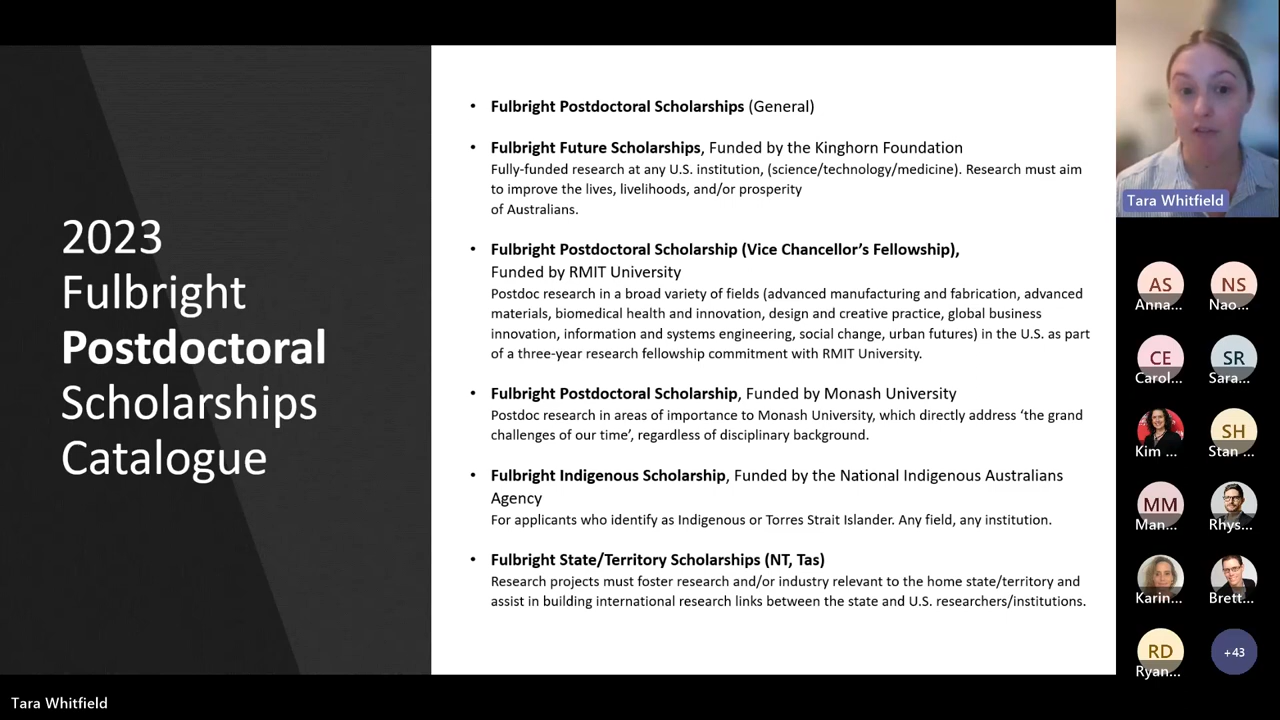 2023
Fulbright
Postdoctoral
Scholarships
Catalogue
• Fulbright Postdoctoral Scholarships (General)
• Fulbright Future Scholarships, Funded by the Kinghorn Foundation
Fully-funded research at any U.S. institution, (science/technology/medicine). Research must aim
to improve the lives, livelihoods, and/or prosperity
of Australians.
• Fulbright Postdoctoral Scholarship (Vice Chancellor’s Fellowship),
Funded by RMIT University
Postdoc research in a broad variety of fields (advanced manufacturing and fabrication, advanced
materials, biomedical health and innovation, design and creative practice, global business
innovation, information and systems engineering, social change, urban futures) in the U.S. as part
of a three-year research fellowship commitment with RMIT University.
• Fulbright Postdoctoral Scholarship, Funded by Monash University
Postdoc research in areas of importance to Monash University, which directly address ‘the grand
challenges of our time’, regardless of disciplinary background.
• Fulbright Indigenous Scholarship, Funded by the National Indigenous Australians
Agency
For applicants who identify as Indigenous or Torres Strait Islander. Any field, any institution.
• Fulbright State/Territory Scholarships (NT, Tas)
Research projects must foster research and/or industry relevant to the home state/territory and
assist in building international research links between the state and U.S. researchers/institutions.
Tara Whitfield
AS NS
Anna... Nao...
CE SR
Carol... Sara...
SH
Kim ... Stan ...
MM
Man... Rhys...
Karin... Brett...
RD +43
Ryan...
Tara Whitfield